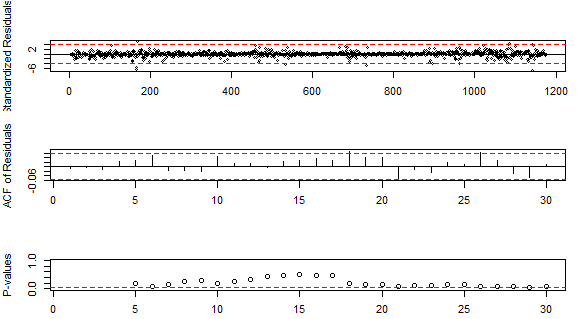 Standardized Residuals
2
-6
0 200 400 600 800 1000 1200
ACF of Residuals
-0.06
0 5 10 15 20 25 30
P-values
1.0
0.0
0 5 10 15 20 25 30